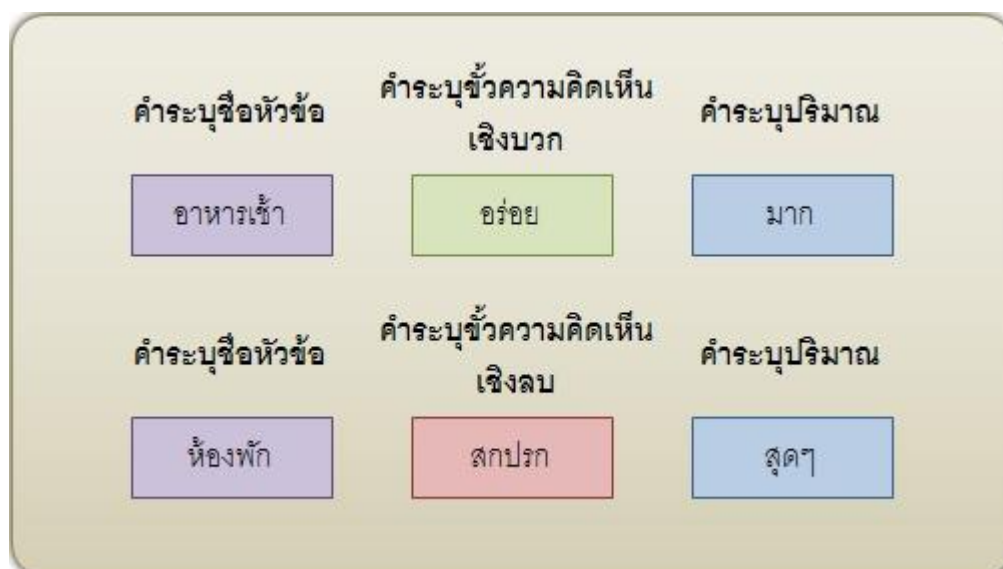 คำระบุชื่อหัวข้อ
คำระบุขั้วความคิดเห็น
เชิงบวก
คำระบุปริมาณ
อาหารเช้า
อร่อย
มาก
คำระบุชื่อหัวข้อ
คำระบุขั้วความคิดเห็น
เชิงลบ
คำระบุปริมาณ
ห้องพัก
สกปรก
สุดๆ